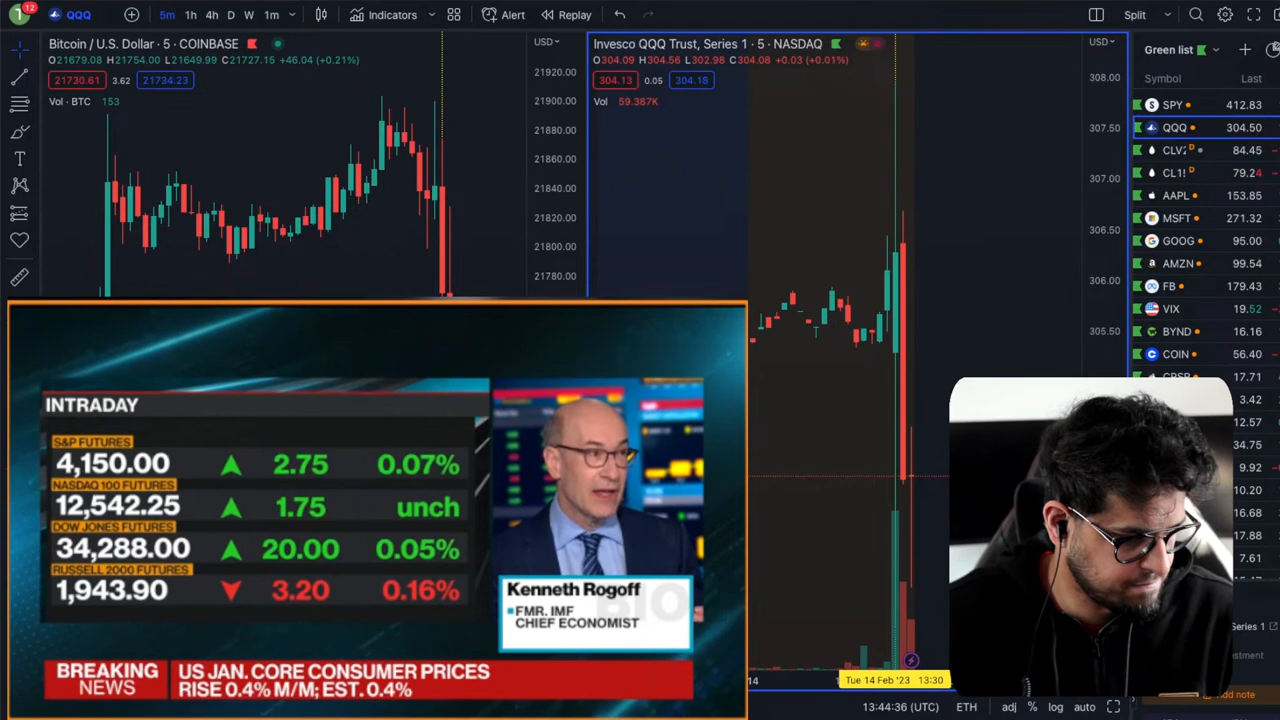 12
QQQ
5m 1h 4h D W 1m
Indicators
Alert
Replay
Split
Bitcoin / U.S. Dollar · 5 · COINBASE
O21679.08 H21754.00 L21649.99 C21727.15 +46.04 (+0.21%)
21730.61 3.62 21734.23
Vol · BTC 153
USD
21920.00
21900.00
21880.00
21860.00
21840.00
21820.00
21800.00
21780.00
Invesco QQQ Trust, Series 1 · 5 · NASDAQ
O304.09 H304.56 L302.98 C304.08 +0.03 (+0.01%)
304.13 0.05 304.18
Vol 59.387K
USD
308.00
307.50
307.00
306.50
306.00
305.50
Green list
Symbol Last
SPY 412.83
QQQ 304.50
CLV2 D 84.45
CL1! D 79.24
AAPL 153.85
MSFT 271.32
GOOG 95.00
AMZN 99.54
FB 179.43
VIX 19.52
BYND 16.16
COIN 56.40
CRSP 17.71
3.42
12.57
34.75
9.92
10.20
16.68
17.88
7.61
Series 1
Add note
INTRADAY
S&P FUTURES
4,150.00 2.75 0.07%
NASDAQ 100 FUTURES
12,542.25 1.75 unch
DOW JONES FUTURES
34,288.00 20.00 0.05%
RUSSELL 2000 FUTURES
1,943.90 3.20 0.16%
Kenneth Rogoff
FMR. IMF
CHIEF ECONOMIST
BREAKING
NEWS
US JAN. CORE CONSUMER PRICES
RISE 0.4% M/M; EST. 0.4%
14
Tue 14 Feb '23 13:30
13:44:36 (UTC) ETH adj % log auto